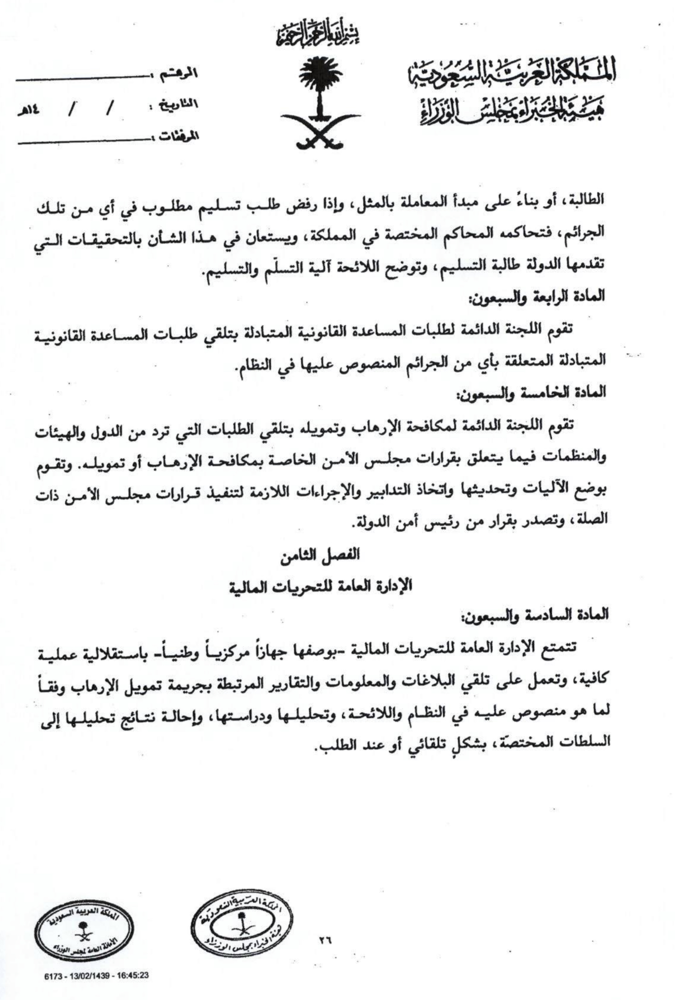 بسم الله الرحمن الرحيم
المملكة العربية السعودية
هيئة الخبراء بمجلس الوزراء
الرقم :
التاريخ : / / ١٤هـ
المرفقات :
الطالبة، أو بناءً على مبدأ المعاملة بالمثل، وإذا رفض طلب تسليم مطلوب في أي من تلك
الجرائم، فتحاكمه المحاكم المختصة في المملكة، ويستعان في هذا الشأن بالتحقيقات التي
تقدمها الدولة طالبة التسليم، وتوضح اللائحة آلية التسلّم والتسليم.
المادة الرابعة والسبعون:
تقوم اللجنة الدائمة لطلبات المساعدة القانونية المتبادلة بتلقي طلبات المساعدة القانونية
المتبادلة المتعلقة بأي من الجرائم المنصوص عليها في النظام.
المادة الخامسة والسبعون:
تقوم اللجنة الدائمة لمكافحة الإرهاب وتمويله بتلقي الطلبات التي ترد من الدول والهيئات
والمنظمات فيما يتعلق بقرارات مجلس الأمن الخاصة بمكافحة الإرهاب أو تمويله. وتقوم
بوضع الآليات وتحديثها واتخاذ التدابير والإجراءات اللازمة لتنفيذ قرارات مجلس الأمن ذات
الصلة، وتصدر بقرار من رئيس أمن الدولة.
الفصل الثامن
الإدارة العامة للتحريات المالية
المادة السادسة والسبعون:
تتمتع الإدارة العامة للتحريات المالية -بوصفها جهازاً مركزياً وطنياً- باستقلالية عملية
كافية، وتعمل على تلقي البلاغات والمعلومات والتقارير المرتبطة بجريمة تمويل الإرهاب وفقاً
لما هو منصوص عليه في النظام واللائحة، وتحليلها ودراستها، وإحالة نتائج تحليلها إلى
السلطات المختصّة، بشكلٍ تلقائي أو عند الطلب.
المملكة العربية السعودية
هيئة الخبراء بمجلس الوزراء
المملكة العربية السعودية
الأمانة العامة لمجلس الوزراء
٢٦
6173 - 13/02/1439 - 16:45:23